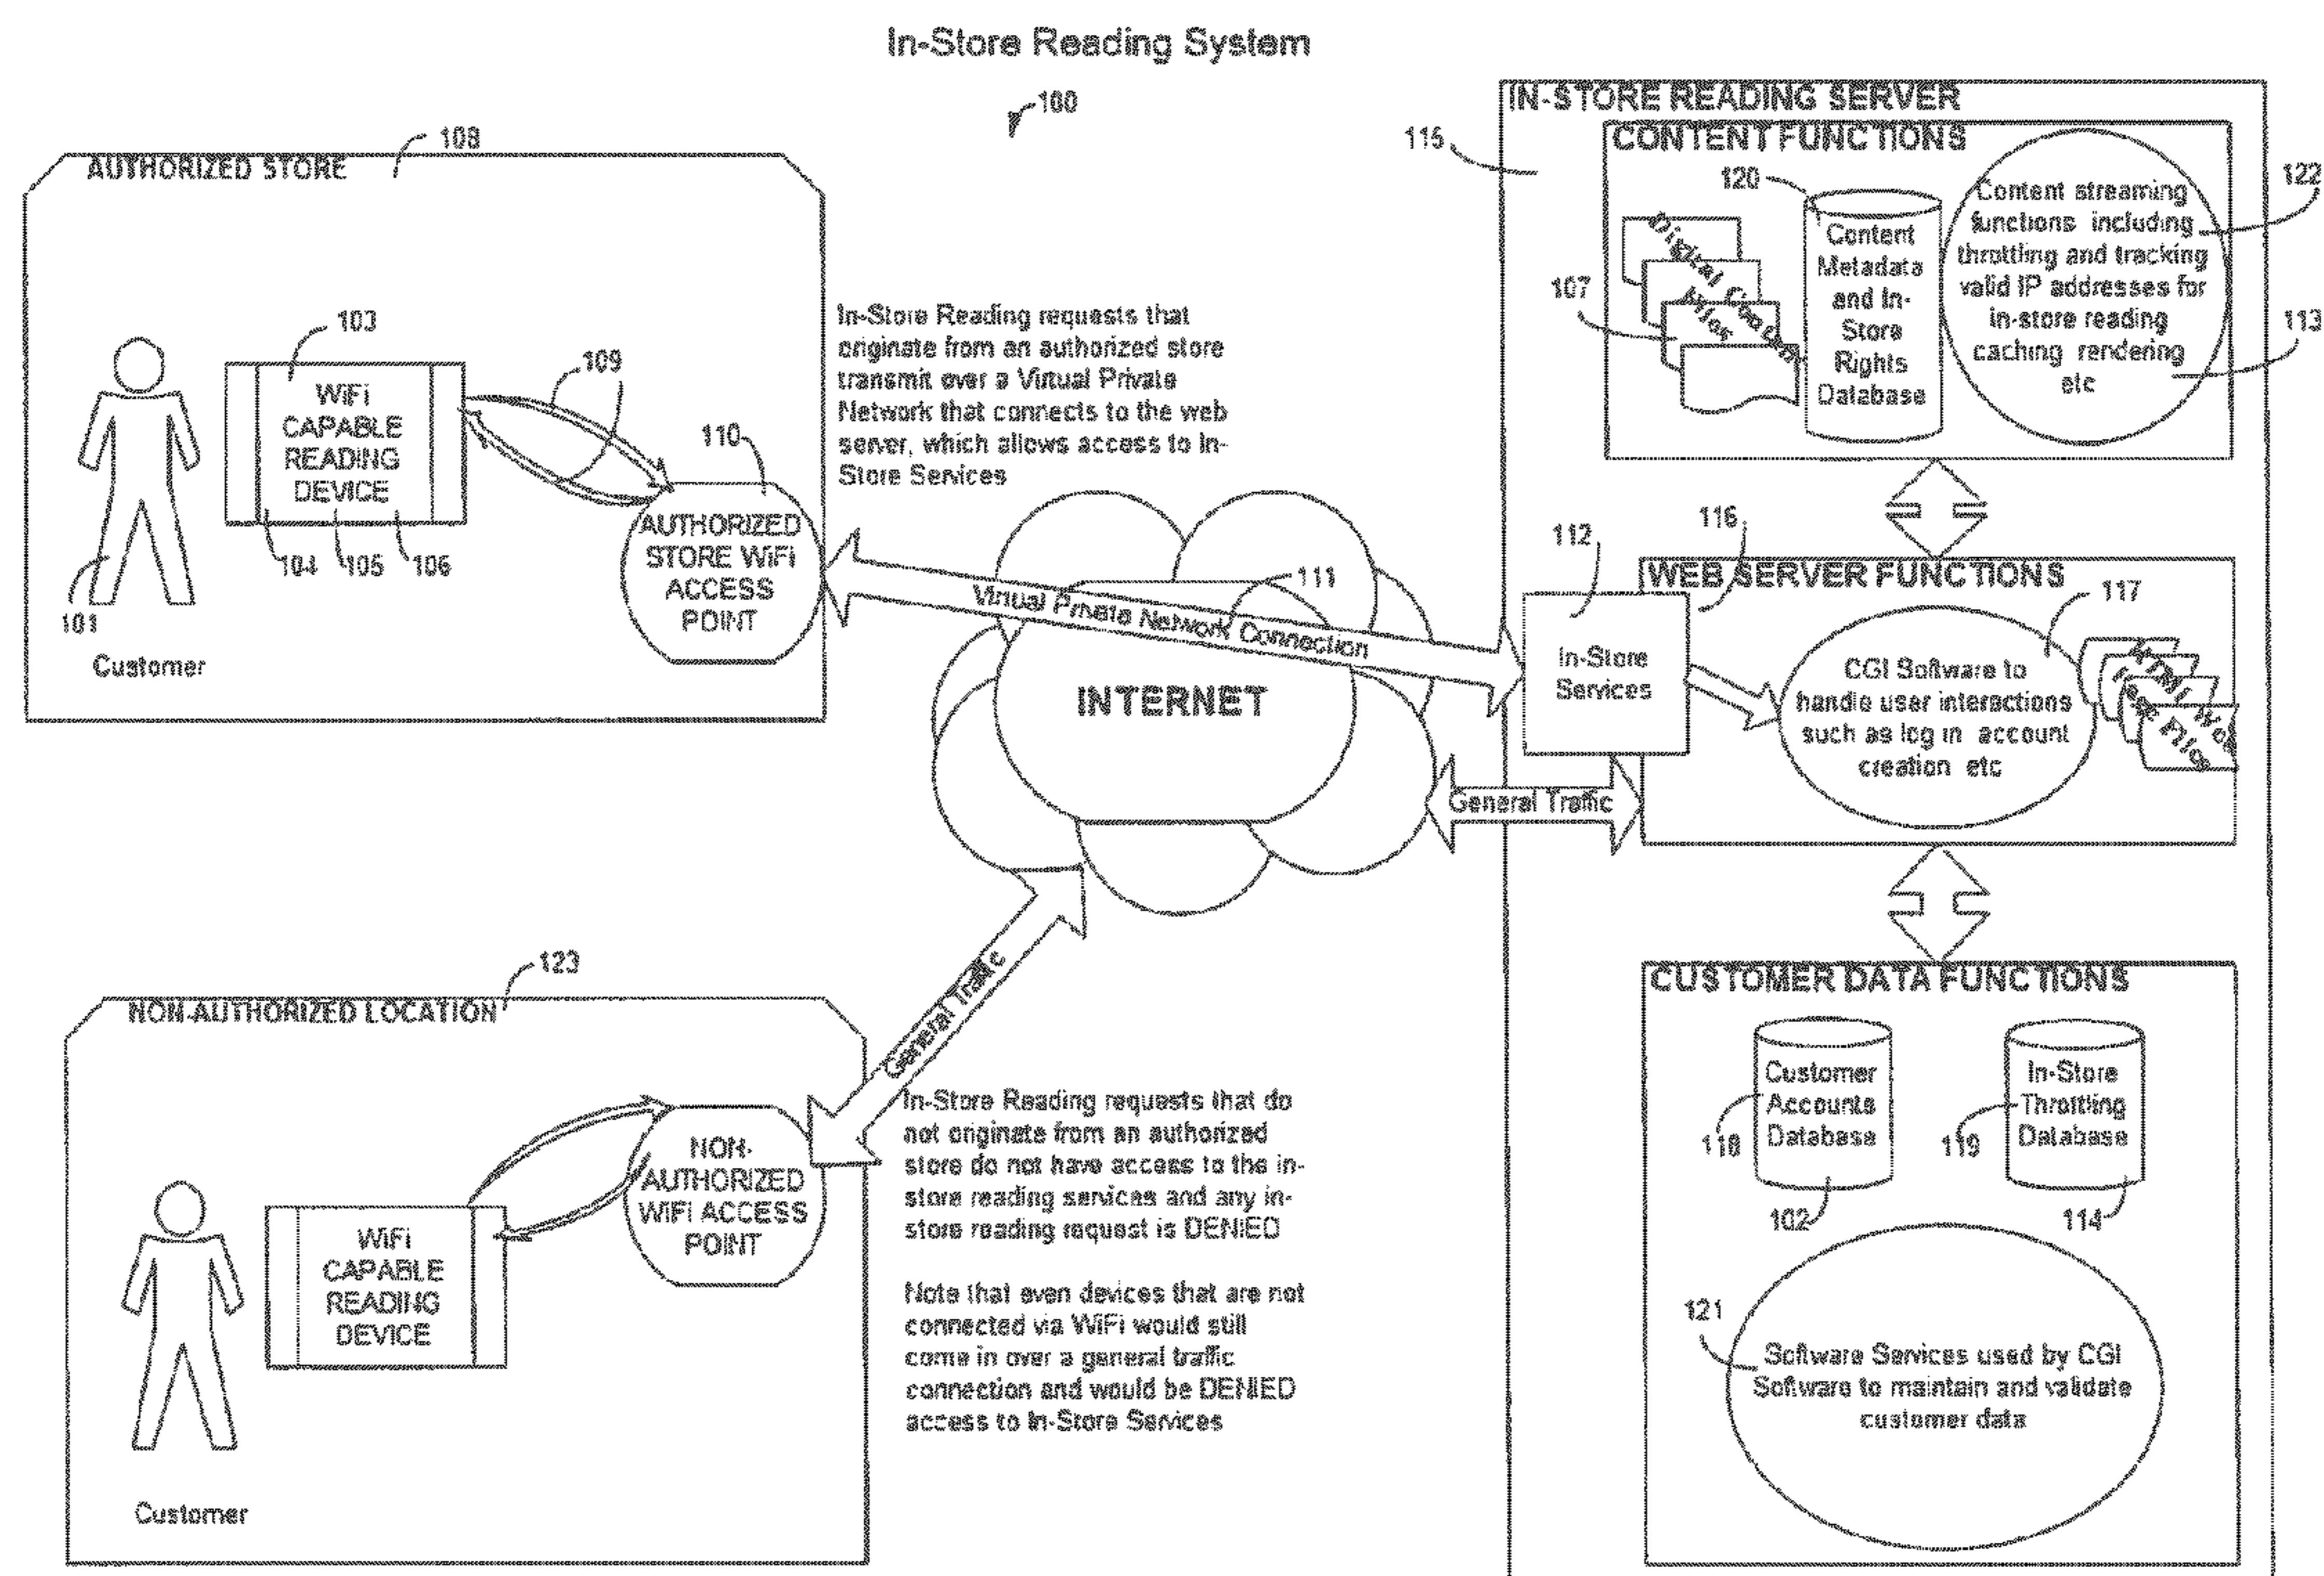 In-Store Reading System
100
AUTHORIZED STORE
108
103
WiFi
CAPABLE
READING
DEVICE
104
105
106
101
Customer
109
110
AUTHORIZED
STORE WiFi
ACCESS
POINT
In-Store Reading requests that
originate from an authorized store
transmit over a Virtual Private
Network that connects to the web
server, which allows access to In-
Store Services
Virtual Private Network Connection
111
INTERNET
General Traffic
IN-STORE READING SERVER
115
CONTENT FUNCTIONS
107
Digital Content
Files
120
Content
Metadata
and In-
Store
Rights
Database
Content streaming
functions including
throttling and tracking
valid IP addresses for
in-store reading
caching rendering
etc
122
113
112
116
In-Store
Services
WEB SERVER FUNCTIONS
117
CGI Software to
handle user interactions
such as log in account
creation etc
HTML Web
Page Files
CUSTOMER DATA FUNCTIONS
Customer
Accounts
Database
118
102
In-Store
Throttling
Database
119
114
121
Software Services used by CGI
Software to maintain and validate
customer data
NON-AUTHORIZED LOCATION
123
WiFi
CAPABLE
READING
DEVICE
Customer
NON-
AUTHORIZED
WiFi ACCESS
POINT
General Traffic
In-Store Reading requests that do
not originate from an authorized
store do not have access to the in-
store reading services and any in-
store reading request is DENIED
Note that even devices that are not
connected via WiFi would still
come in over a general traffic
connection and would be DENIED
access to In-Store Services